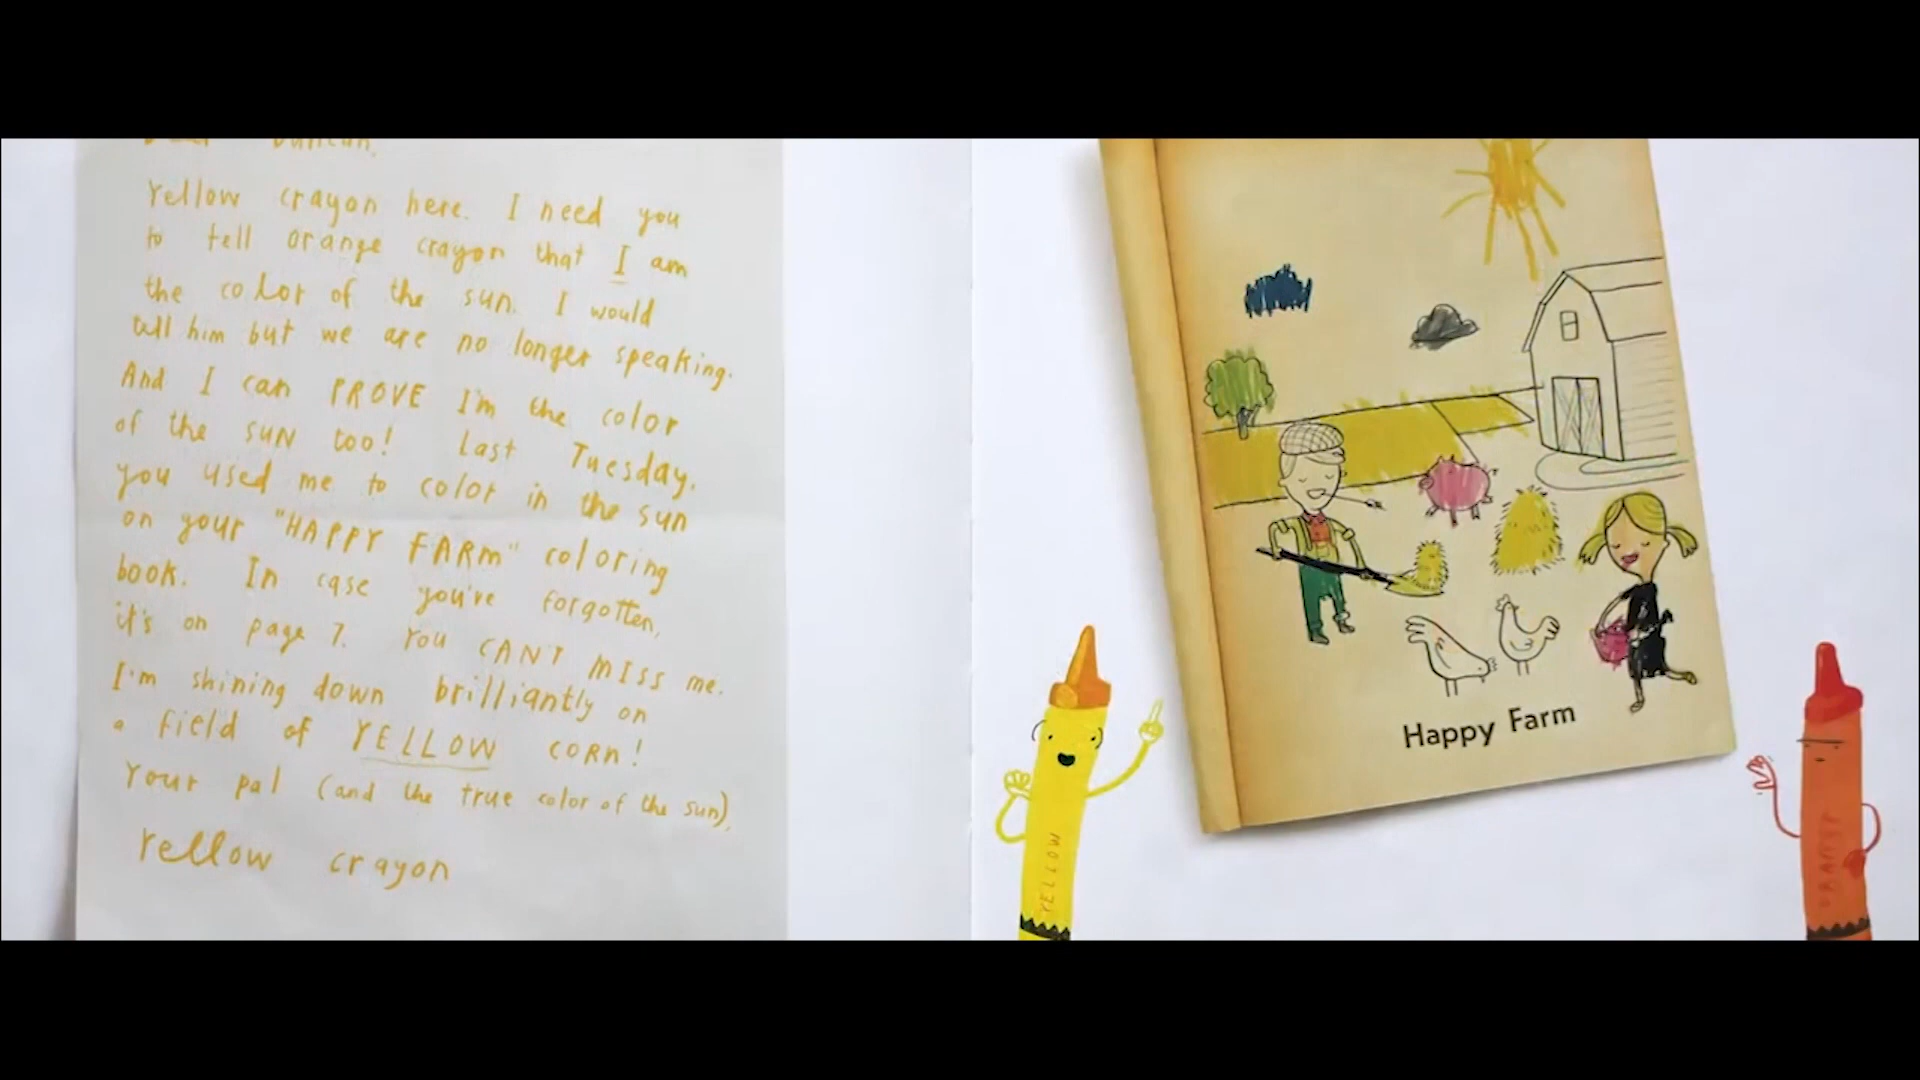 Yellow crayon here. I need you
to tell orange crayon that I am
the color of the sun. I would
tell him but we are no longer speaking.
And I can PROVE I'm the color
of the sun too! Last Tuesday,
you used me to color in the sun
on your "HAPPY FARM" coloring
book. In case you've forgotten,
it's on page 7. You CAN'T MISS me.
I'm shining down brilliantly on
a field of YELLOW corn!
Your pal (and the true color of the sun),
Yellow crayon
Happy Farm
YELLOW
ORANGE